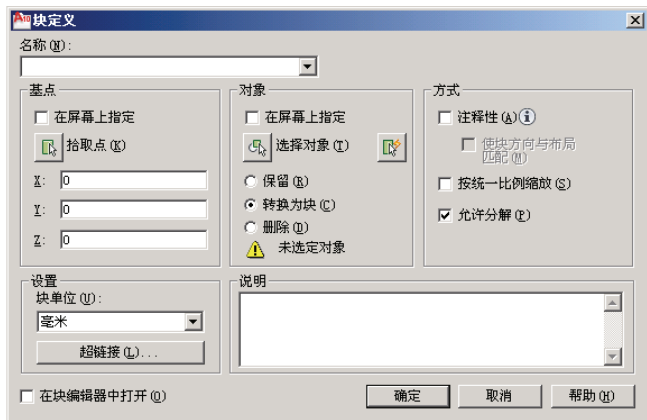 块定义
名称(N):
基点
在屏幕上指定
拾取点(K)
X: 0
Y: 0
Z: 0
对象
在屏幕上指定
选择对象(T)
保留(R)
转换为块(C)
删除(D)
未选定对象
方式
注释性(A)
使块方向与布局
匹配(M)
按统一比例缩放(S)
允许分解(P)
设置
块单位(U):
毫米
超链接(L)...
说明
在块编辑器中打开(O)
确定
取消
帮助(H)